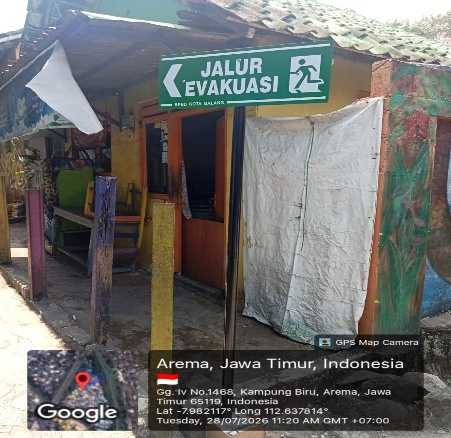 JALUR
EVAKUASI
BPBD KOTA MALANG
GPS Map Camera
Arema, Jawa Timur, Indonesia
Gg. Iv No.1468, Kampung Biru, Arema, Jawa
Timur 65119, Indonesia
Lat -7.982117° Long 112.637814°
Tuesday, 28/07/2026 11:20 AM GMT +07:00
Google